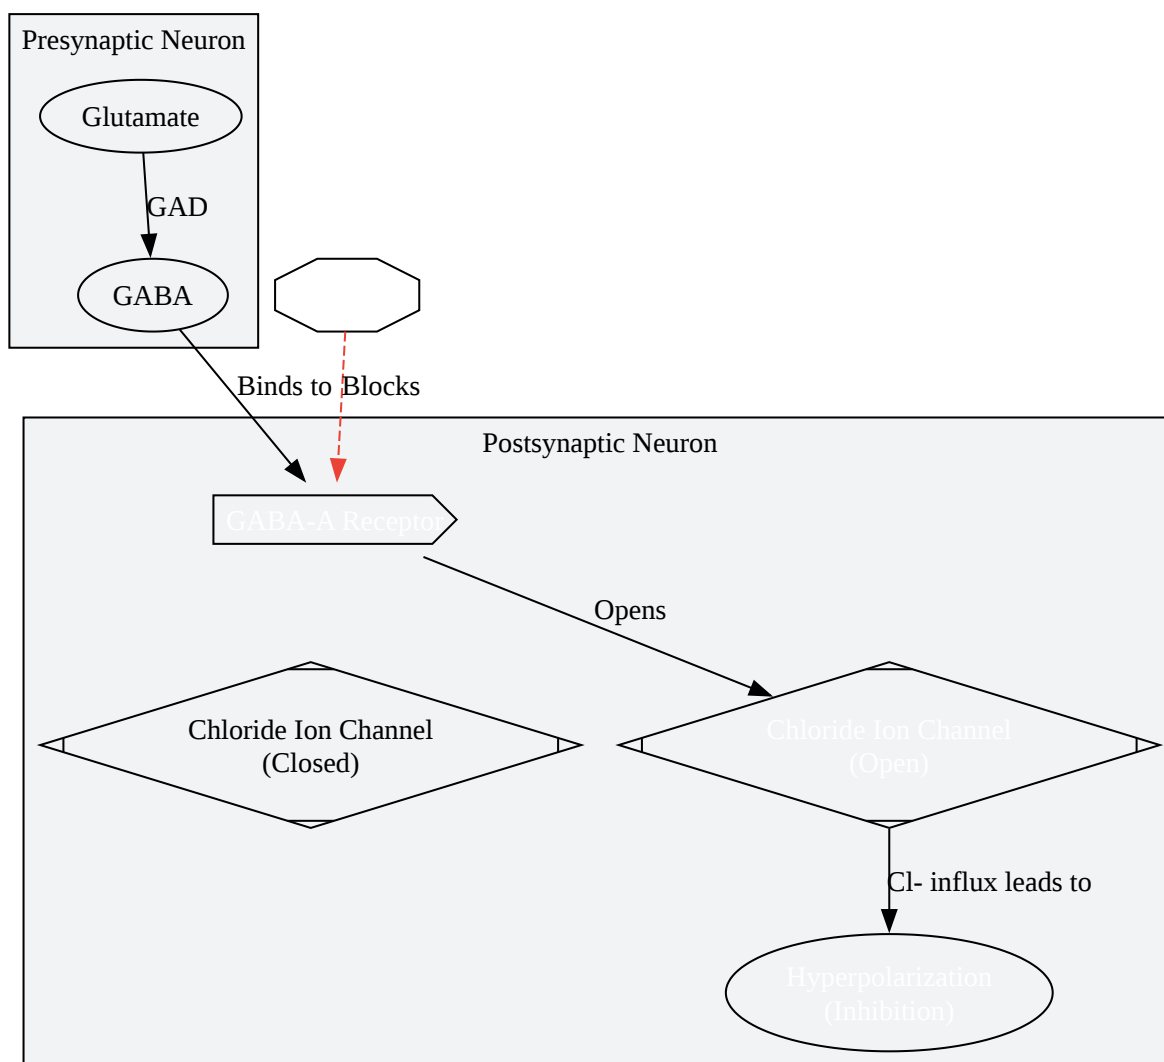 Presynaptic Neuron
Glutamate
GAD
GABA
Binds to
Blocks
Postsynaptic Neuron
GABA-A Receptor
Opens
Chloride Ion Channel
(Closed)
Chloride Ion Channel
(Open)
Cl- influx leads to
Hyperpolarization
(Inhibition)